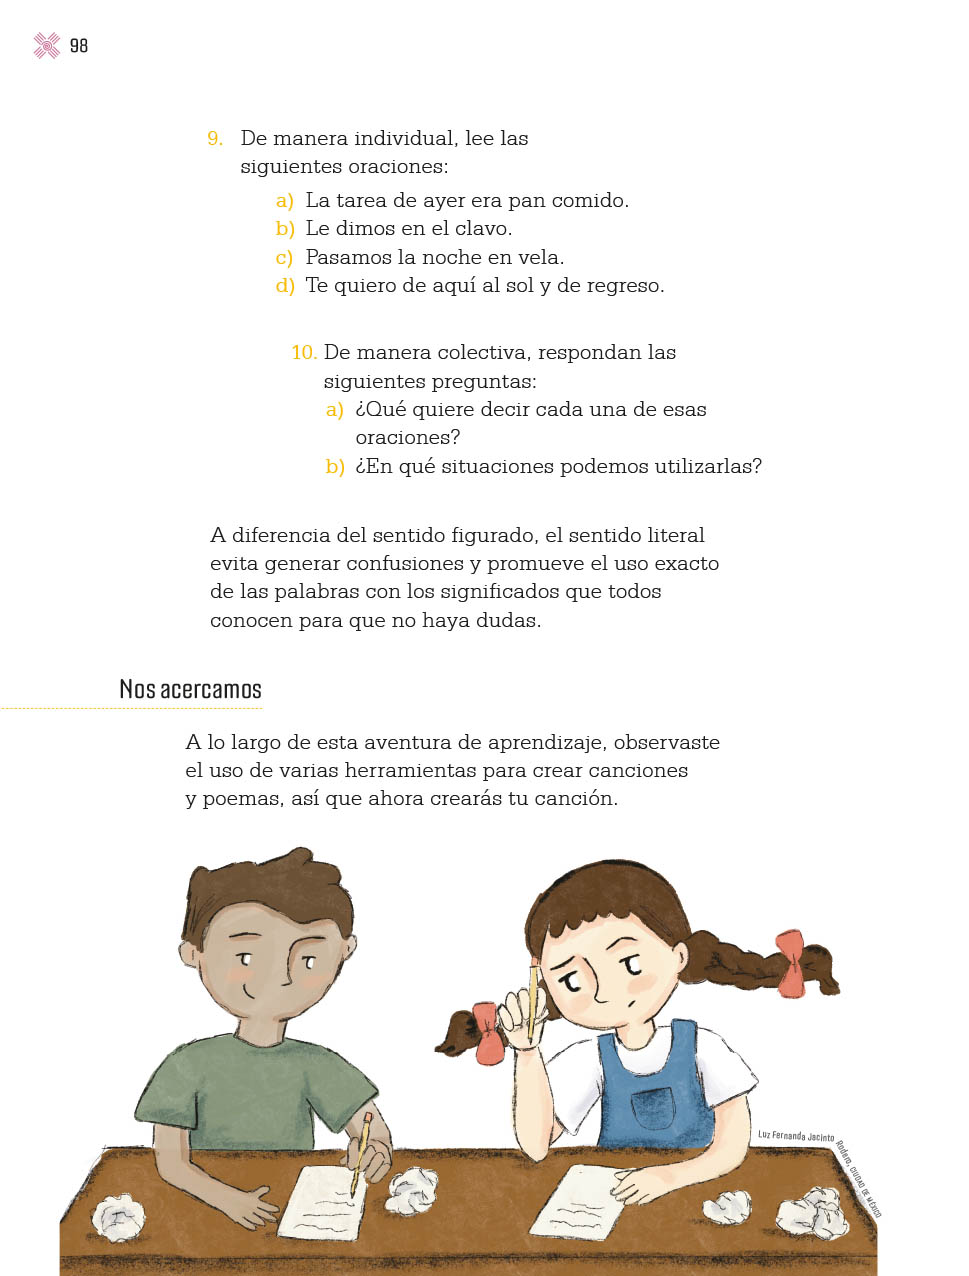 98
9. De manera individual, lee las
siguientes oraciones:
a) La tarea de ayer era pan comido.
b) Le dimos en el clavo.
c) Pasamos la noche en vela.
d) Te quiero de aquí al sol y de regreso.
10. De manera colectiva, respondan las
siguientes preguntas:
a) ¿Qué quiere decir cada una de esas
oraciones?
b) ¿En qué situaciones podemos utilizarlas?
A diferencia del sentido figurado, el sentido literal
evita generar confusiones y promueve el uso exacto
de las palabras con los significados que todos
conocen para que no haya dudas.
Nos acercamos
A lo largo de esta aventura de aprendizaje, observaste
el uso de varias herramientas para crear canciones
y poemas, así que ahora crearás tu canción.
Luz Fernanda Jacinto Rodera, CIUDAD DE MÉXICO